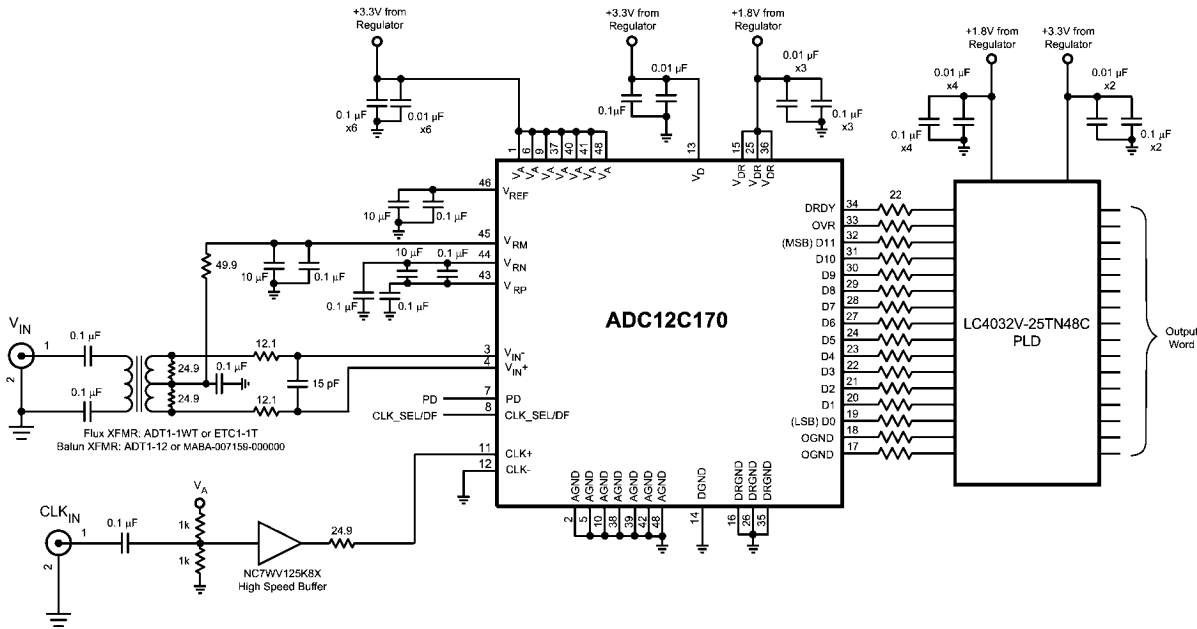 +3.3V from
Regulator
0.1 µF
x6
0.01 µF
x6
+3.3V from
Regulator
0.01 µF
0.1µF
+1.8V from
Regulator
0.01 µF
x3
0.1 µF
x3
+1.8V from
Regulator
0.01 µF
x4
0.1 µF
x4
+3.3V from
Regulator
0.01 µF
x2
0.1 µF
x2
1
6
9
37
40
41
48
VA
VA
VA
VA
VA
VA
VA
13
VD
15
25
36
VDR
VDR
VDR
46
VREF
10 µF
0.1 µF
45
VRM
49.9
10 µF
0.1 µF
44
VRN
43
VRP
10 µF
0.1 µF
0.1 µF
0.1 µF
ADC12C170
VIN
1
2
0.1 µF
0.1 µF
24.9
24.9
0.1 µF
12.1
12.1
15 pF
3
VIN-
4
VIN+
Flux XFMR: ADT1-1WT or ETC1-1T
Balun XFMR: ADT1-12 or MABA-007159-000000
PD
7
PD
CLK_SEL/DF
8
CLK_SEL/DF
11
CLK+
12
CLK-
CLKIN
1
2
0.1 µF
VA
1k
1k
NC7WV125K8X
High Speed Buffer
24.9
AGND
AGND
AGND
AGND
AGND
AGND
AGND
2
5
10
38
39
42
48
DGND
14
DRGND
DRGND
DRGND
16
26
35
22
DRDY 34
OVR 33
(MSB) D11 32
D10 31
D9 30
D8 29
D7 28
D6 27
D5 24
D4 23
D3 22
D2 21
D1 20
(LSB) D0 19
OGND 18
OGND 17
LC4032V-25TN48C
PLD
Output
Word